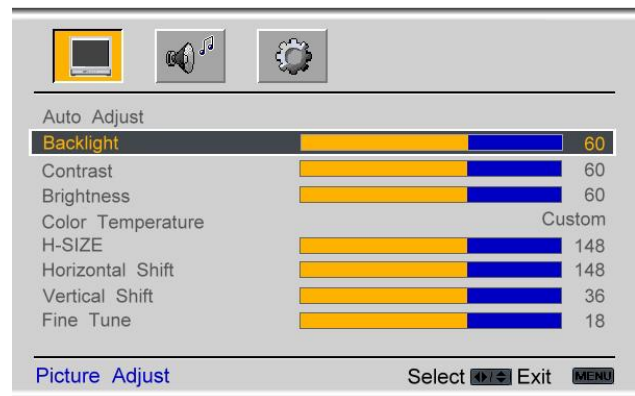 Auto Adjust
Backlight 60
Contrast 60
Brightness 60
Color Temperature Custom
H-SIZE 148
Horizontal Shift 148
Vertical Shift 36
Fine Tune 18
Picture Adjust Select / Exit MENU